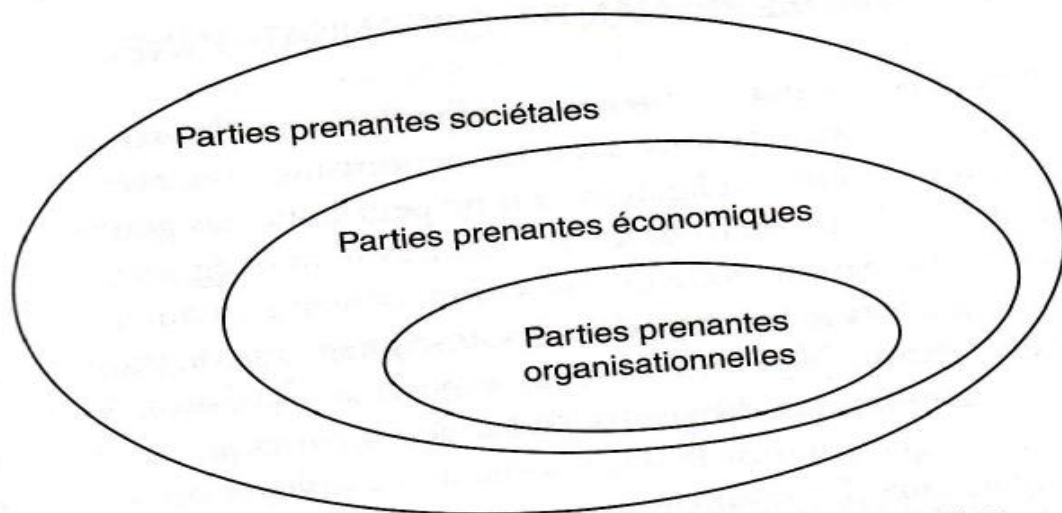 Parties prenantes sociétales
Parties prenantes économiques
Parties prenantes
organisationnelles